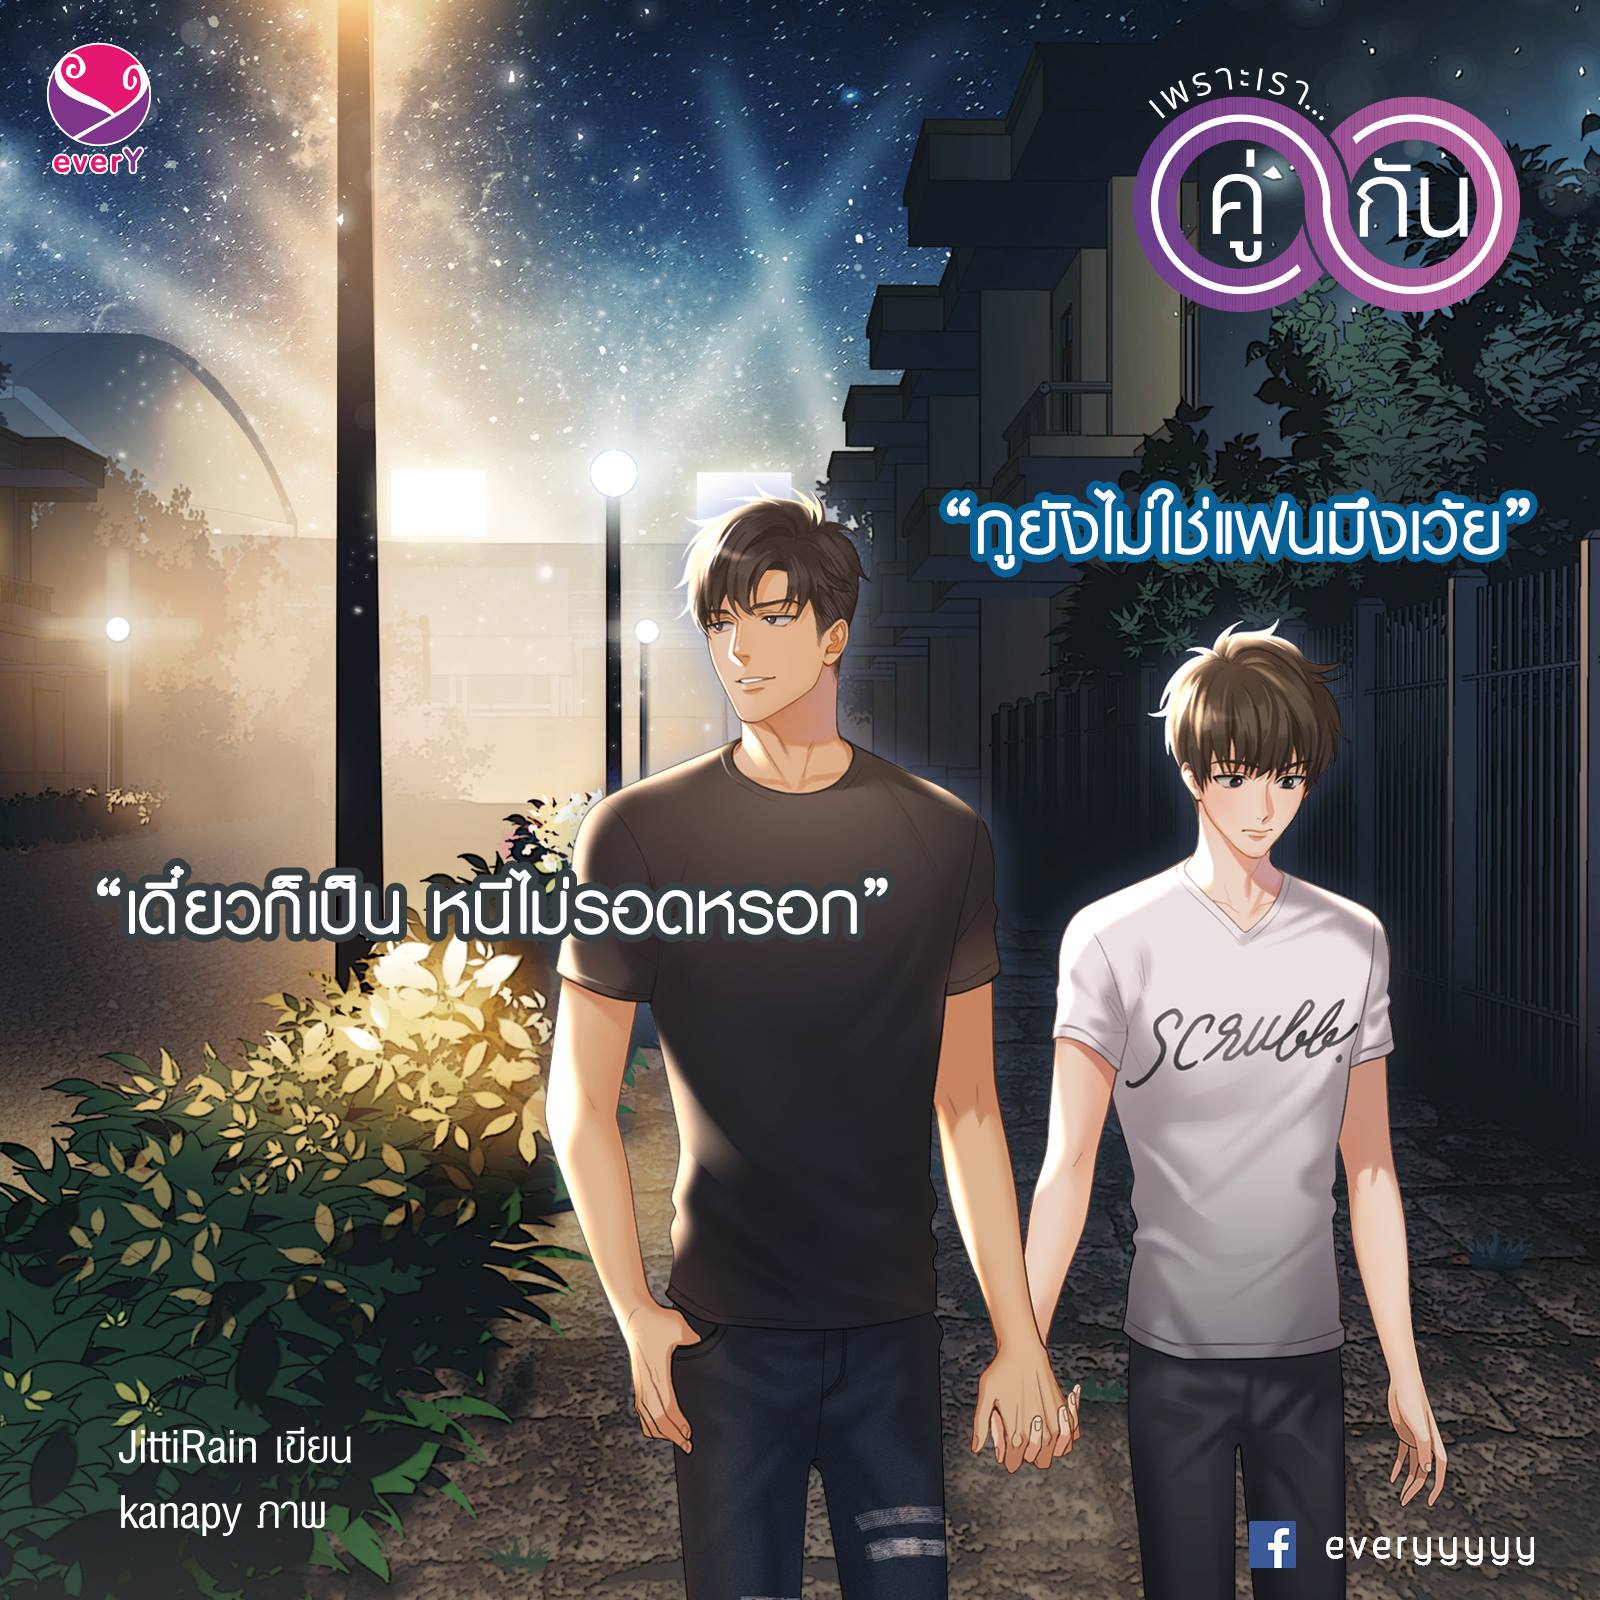 everY
เพราะเรา...
คู่กัน
“กูยังไม่ใช่แฟนมึงเว้ย”
“เดี๋ยวก็เป็น หนีไม่รอดหรอก”
scrubb.
JittiRain เขียน
kanapy ภาพ
everyyyyy